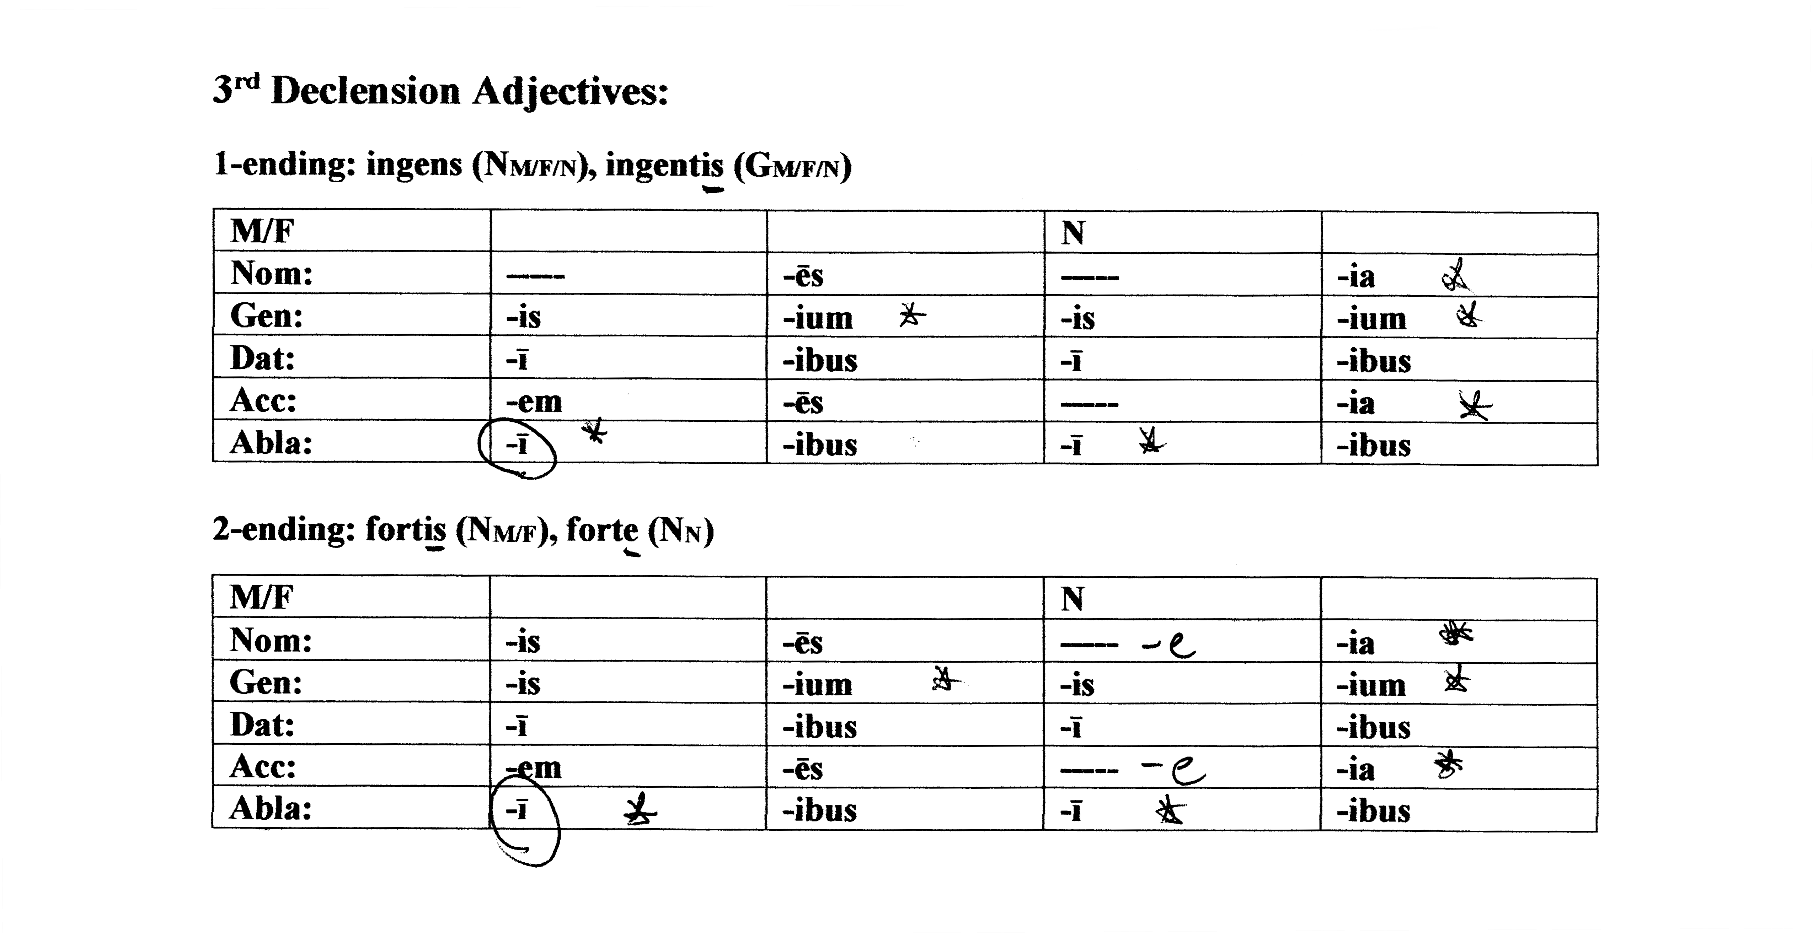 3rd Declension Adjectives:
1-ending: ingens (NM/F/N), ingentis (GM/F/N)
M/F N
Nom: ----- -ēs ----- -ia *
Gen: -is -ium * -is -ium *
Dat: -ī -ibus -ī -ibus
Acc: -em -ēs ----- -ia *
Abla: -ī * -ibus -ī * -ibus
2-ending: fortis (NM/F), forte (NN)
M/F N
Nom: -is -ēs ----- -e -ia *
Gen: -is -ium * -is -ium *
Dat: -ī -ibus -ī -ibus
Acc: -em -ēs ----- -e -ia *
Abla: -ī * -ibus -ī * -ibus